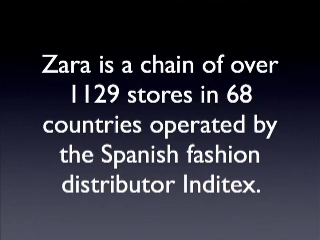 Zara is a chain of over
1129 stores in 68
countries operated by
the Spanish fashion
distributor Inditex.